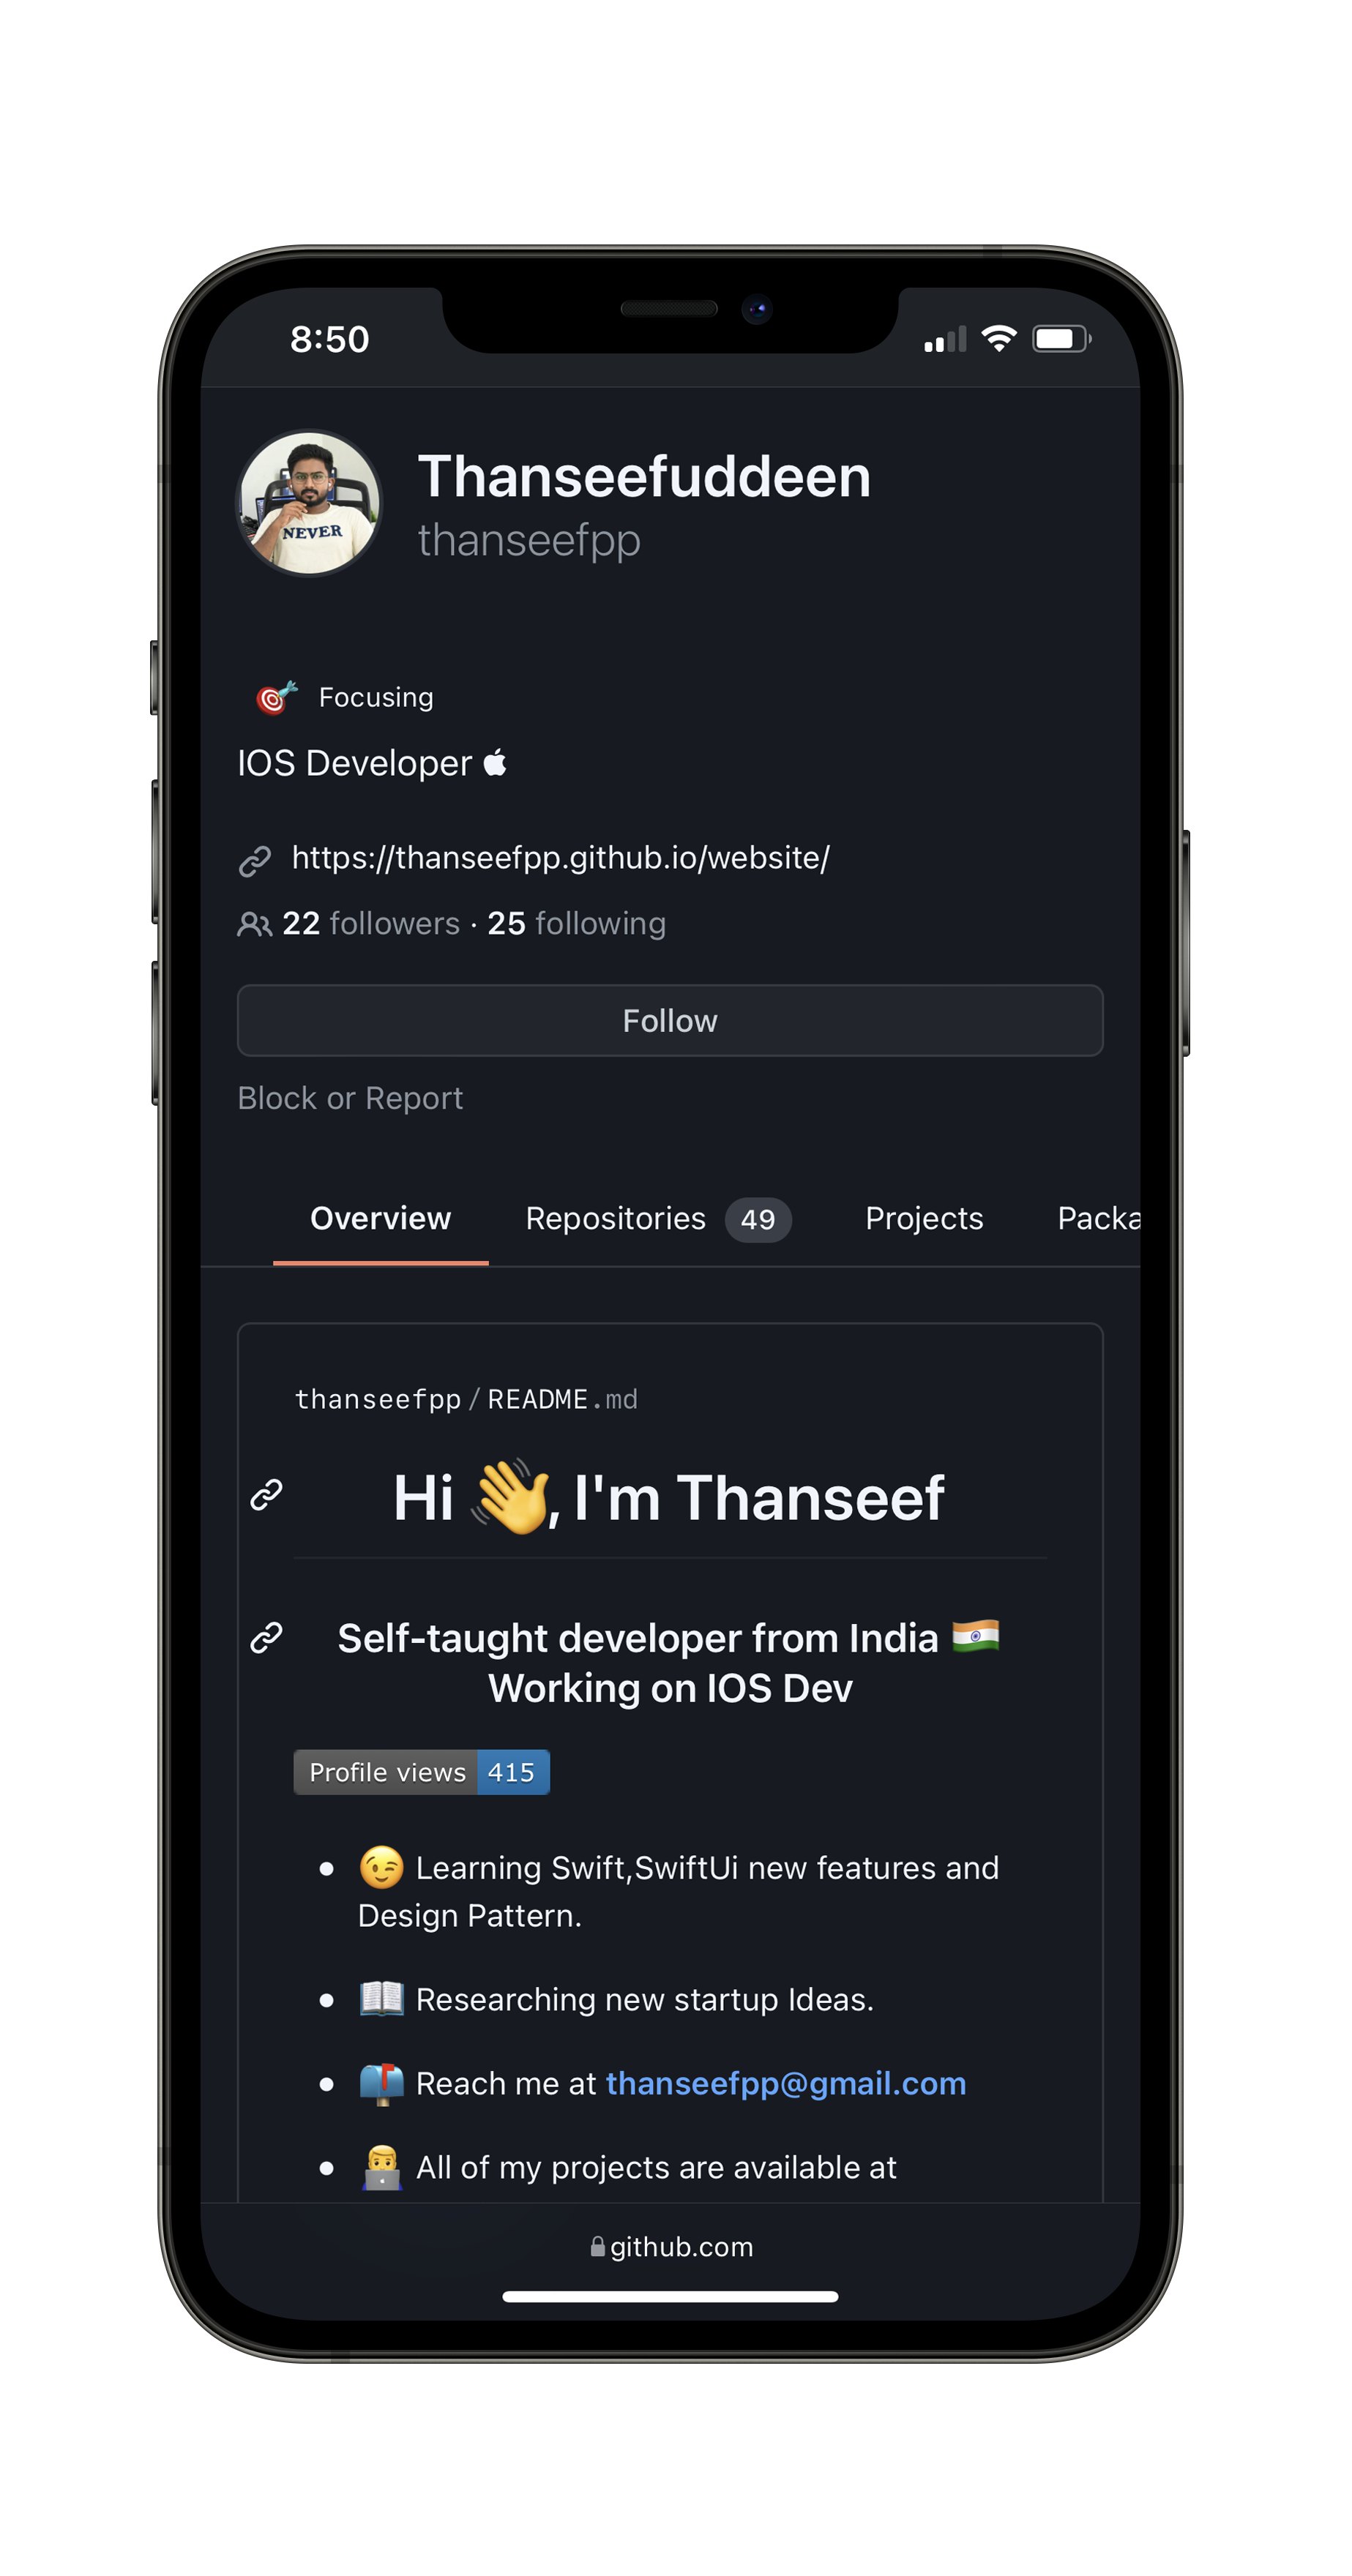 8:50
Thanseefuddeen
thanseefpp
NEVER
🎯 Focusing
IOS Developer 
https://thanseefpp.github.io/website/
22 followers · 25 following
Follow
Block or Report
Overview Repositories 49 Projects Packa
thanseefpp/README.md
Hi 👋, I'm Thanseef
Self-taught developer from India 🇮🇳
Working on IOS Dev
Profile views 415
• 😉 Learning Swift,SwiftUi new features and
Design Pattern.
• 📖 Researching new startup Ideas.
• 📫 Reach me at thanseefpp@gmail.com
• 👨‍💻 All of my projects are available at
github.com